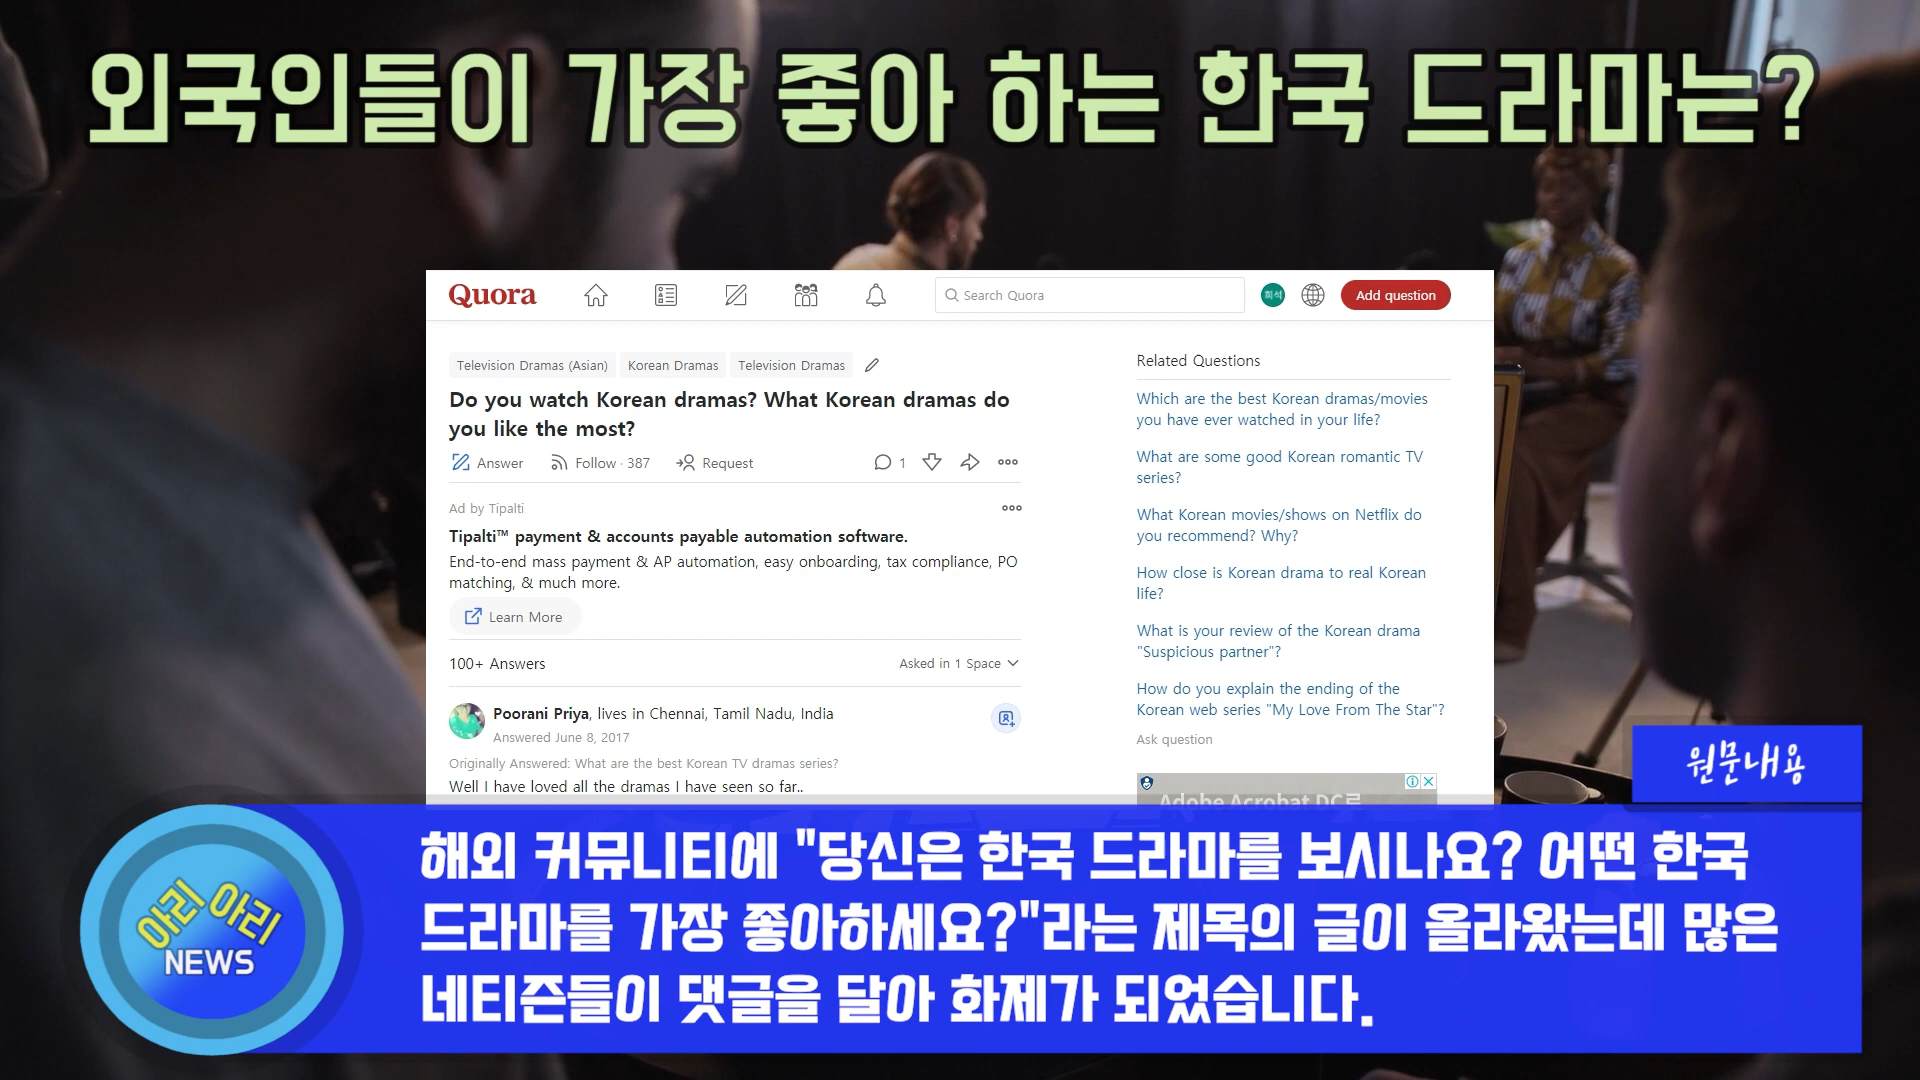 외국인들이 가장 좋아 하는 한국 드라마는?
Quora
Search Quora
희석
Add question
Television Dramas (Asian)
Korean Dramas
Television Dramas
Do you watch Korean dramas? What Korean dramas do
you like the most?
Answer
Follow · 387
Request
1
Ad by Tipalti
Tipalti™ payment & accounts payable automation software.
End-to-end mass payment & AP automation, easy onboarding, tax compliance, PO
matching, & much more.
Learn More
100+ Answers
Asked in 1 Space
Poorani Priya, lives in Chennai, Tamil Nadu, India
Answered June 8, 2017
Originally Answered: What are the best Korean TV dramas series?
Well I have loved all the dramas I have seen so far..
Related Questions
Which are the best Korean dramas/movies
you have ever watched in your life?
What are some good Korean romantic TV
series?
What Korean movies/shows on Netflix do
you recommend? Why?
How close is Korean drama to real Korean
life?
What is your review of the Korean drama
"Suspicious partner"?
How do you explain the ending of the
Korean web series "My Love From The Star"?
Ask question
Adobe Acrobat DC로
원문내용
아리 아리
NEWS
해외 커뮤니티에 "당신은 한국 드라마를 보시나요? 어떤 한국
드라마를 가장 좋아하세요?"라는 제목의 글이 올라왔는데 많은
네티즌들이 댓글을 달아 화제가 되었습니다.